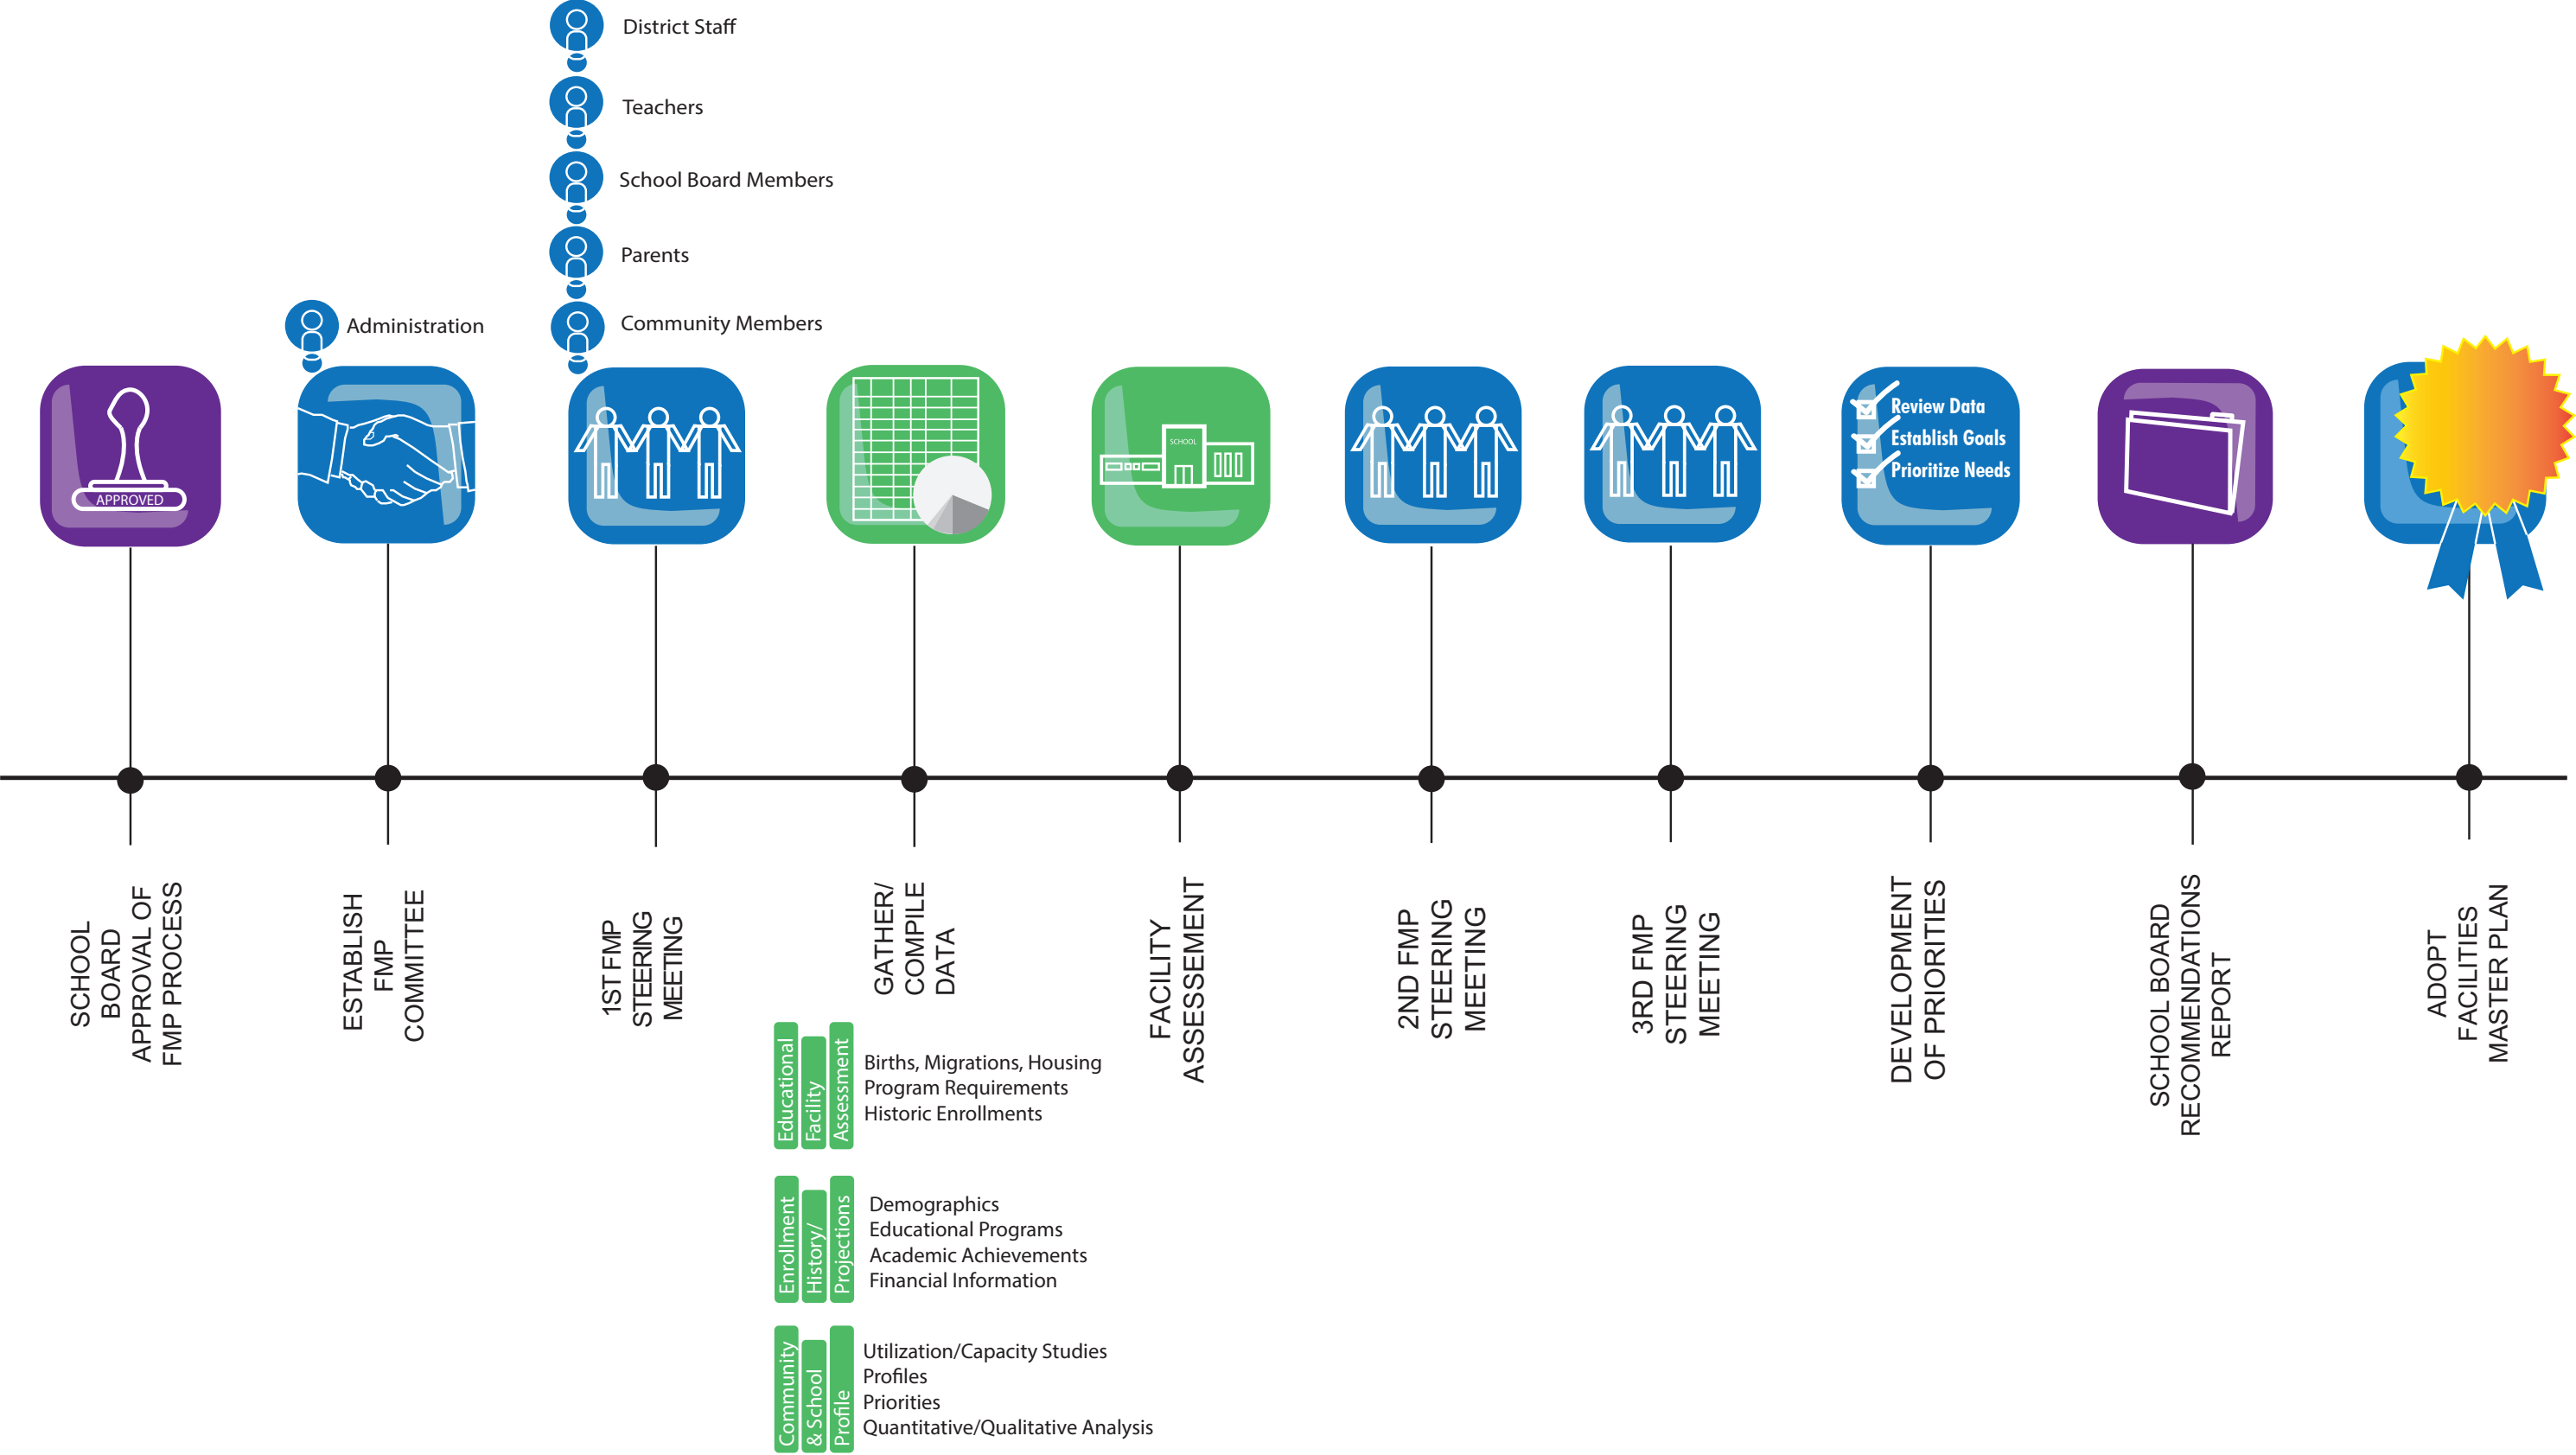 District Staff
Teachers
School Board Members
Parents
Community Members
Administration
APPROVED
SCHOOL
Review Data
Establish Goals
Prioritize Needs
SCHOOL
BOARD
APPROVAL OF
FMP PROCESS
ESTABLISH
FMP
COMMITTEE
1ST FMP
STEERING
MEETING
GATHER/
COMPILE
DATA
FACILITY
ASSESSEMENT
2ND FMP
STEERING
MEETING
3RD FMP
STEERING
MEETING
DEVELOPMENT
OF PRIORITIES
SCHOOL BOARD
RECOMMENDATIONS
REPORT
ADOPT
FACILITIES
MASTER PLAN
Educational
Facility
Assessment
Births, Migrations, Housing
Program Requirements
Historic Enrollments
Enrollment
History/
Projections
Demographics
Educational Programs
Academic Achievements
Financial Information
Community
& School
Profile
Utilization/Capacity Studies
Profiles
Priorities
Quantitative/Qualitative Analysis